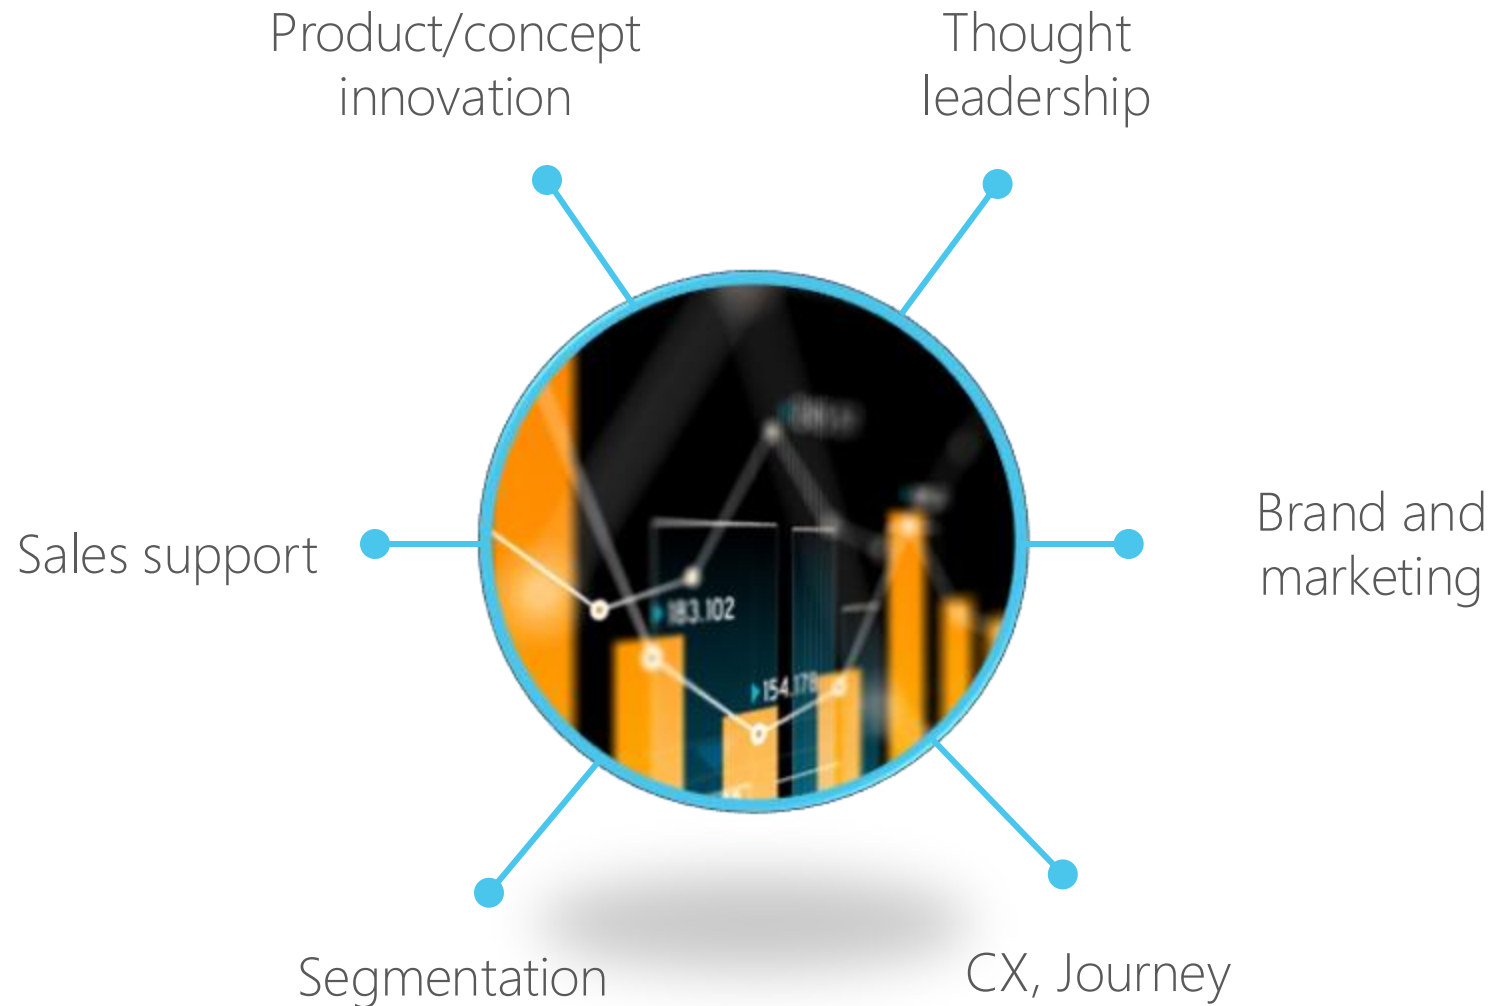 Product/concept
innovation
Thought
leadership
Sales support
Brand and
marketing
183.102
154.178
Segmentation
CX, Journey